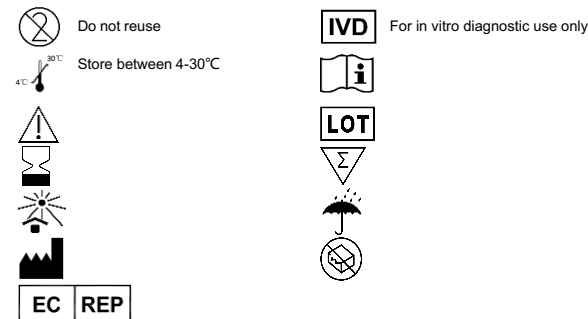 2
Do not reuse
30℃
4℃
Store between 4-30℃
EC REP
IVD
For in vitro diagnostic use only
i
LOT
Σ